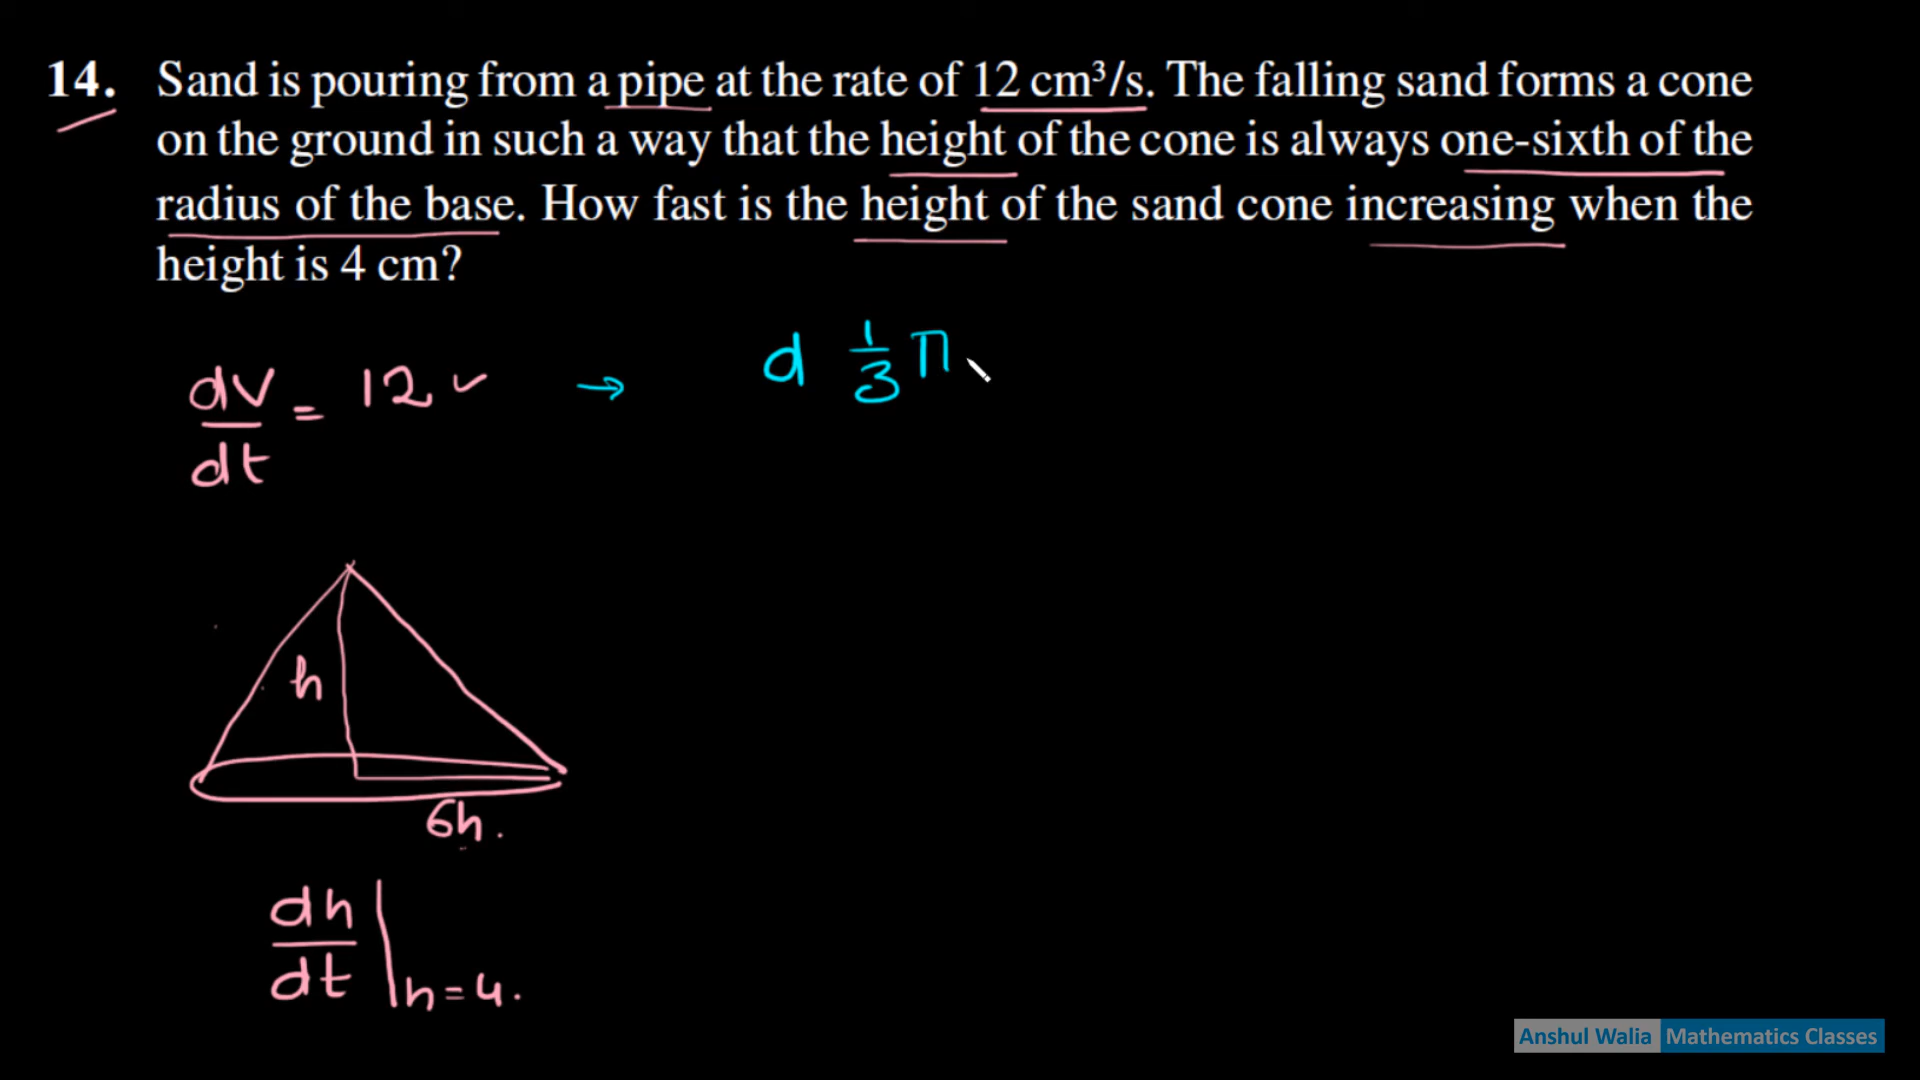 14. Sand is pouring from a pipe at the rate of 12 cm³/s. The falling sand forms a cone
on the ground in such a way that the height of the cone is always one-sixth of the
radius of the base. How fast is the height of the sand cone increasing when the
height is 4 cm?
dV/dt = 12 ✓ → d 1/3 π
h
6h.
dh/dt | h=4.
Anshul Walia Mathematics Classes